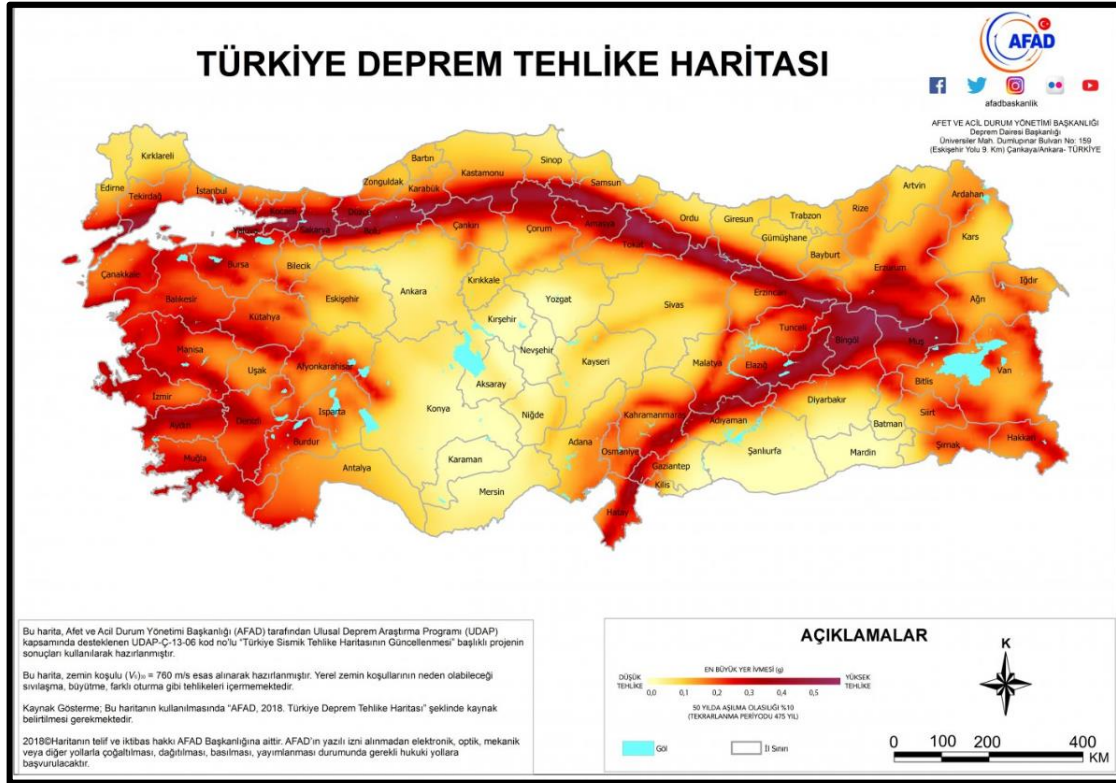 TÜRKİYE DEPREM TEHLİKE HARİTASI
AFAD
afadbaskanlik
AFET VE ACİL DURUM YÖNETİMİ BAŞKANLIĞI
Deprem Dairesi Başkanlığı
Üniversiler Mah. Dumlupınar Bulvarı No: 159
(Eskişehir Yolu 9. Km) Çankaya/Ankara- TÜRKİYE
Kırklareli
Edirne
Tekirdağ
İstanbul
Kocaeli
Yalova
Sakarya
Düzce
Bolu
Zonguldak
Bartın
Karabük
Kastamonu
Sinop
Samsun
Çankırı
Çorum
Amasya
Tokat
Ordu
Giresun
Trabzon
Gümüşhane
Rize
Bayburt
Artvin
Ardahan
Kars
Iğdır
Ağrı
Erzurum
Erzincan
Çanakkale
Bursa
Bilecik
Balıkesir
Kütahya
Eskişehir
Ankara
Kırıkkale
Yozgat
Sivas
Kırşehir
Nevşehir
Kayseri
Manisa
Uşak
Afyonkarahisar
İzmir
Aydın
Denizli
Isparta
Burdur
Muğla
Antalya
Konya
Aksaray
Niğde
Karaman
Mersin
Adana
Osmaniye
Kahramanmaraş
Malatya
Elazığ
Tunceli
Bingöl
Muş
Bitlis
Van
Siirt
Şırnak
Hakkari
Batman
Diyarbakır
Mardin
Şanlıurfa
Adıyaman
Gaziantep
Kilis
Hatay
Bu harita, Afet ve Acil Durum Yönetimi Başkanlığı (AFAD) tarafından Ulusal Deprem Araştırma Programı (UDAP)
kapsamında desteklenen UDAP-Ç-13-06 kod no'lu "Türkiye Sismik Tehlike Haritasının Güncellenmesi" başlıklı projenin
sonuçları kullanılarak hazırlanmıştır.
Bu harita, zemin koşulu (Vₛ)₃₀ = 760 m/s esas alınarak hazırlanmıştır. Yerel zemin koşullarının neden olabileceği
sıvılaşma, büyütme, farklı oturma gibi tehlikeleri içermemektedir.
Kaynak Gösterme; Bu haritanın kullanılmasında "AFAD, 2018. Türkiye Deprem Tehlike Haritası" şeklinde kaynak
belirtilmesi gerekmektedir.
2018©Haritanın telif ve iktibas hakkı AFAD Başkanlığına aittir. AFAD'ın yazılı izni alınmadan elektronik, optik, mekanik
veya diğer yollarla çoğaltılması, dağıtılması, basılması, yayımlanması durumunda gerekli hukuki yollara
başvurulacaktır.
AÇIKLAMALAR
EN BÜYÜK YER İVMESİ (g)
DÜŞÜK
TEHLİKE
0,0 0,1 0,2 0,3 0,4 0,5
YÜKSEK
TEHLİKE
50 YILDA AŞILMA OLASILIĞI %10
(TEKRARLANMA PERİYODU 475 YIL)
Göl
İl Sınırı
K
0 100 200 400
KM